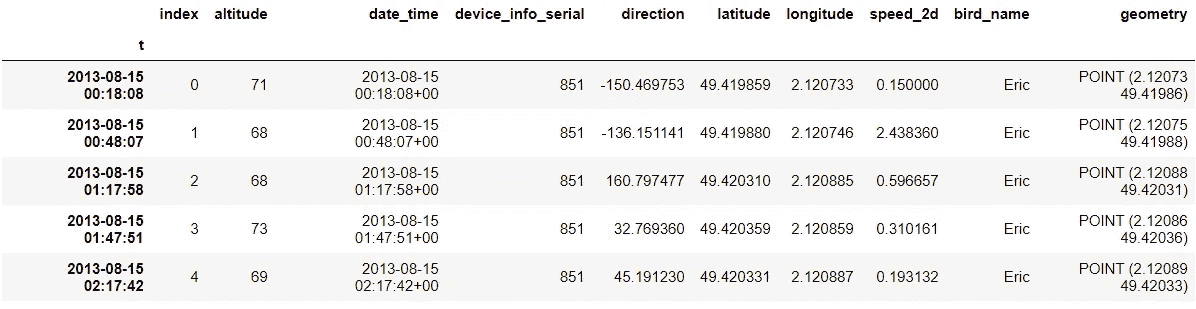 index altitude date_time device_info_serial direction latitude longitude speed_2d bird_name geometry
t
2013-08-15 00:18:08 0 71 2013-08-15 00:18:08+00 851 -150.469753 49.419859 2.120733 0.150000 Eric POINT (2.12073 49.41986)
2013-08-15 00:48:07 1 68 2013-08-15 00:48:07+00 851 -136.151141 49.419880 2.120746 2.438360 Eric POINT (2.12075 49.41988)
2013-08-15 01:17:58 2 68 2013-08-15 01:17:58+00 851 160.797477 49.420310 2.120885 0.596657 Eric POINT (2.12088 49.42031)
2013-08-15 01:47:51 3 73 2013-08-15 01:47:51+00 851 32.769360 49.420359 2.120859 0.310161 Eric POINT (2.12086 49.42036)
2013-08-15 02:17:42 4 69 2013-08-15 02:17:42+00 851 45.191230 49.420331 2.120887 0.193132 Eric POINT (2.12089 49.42033)